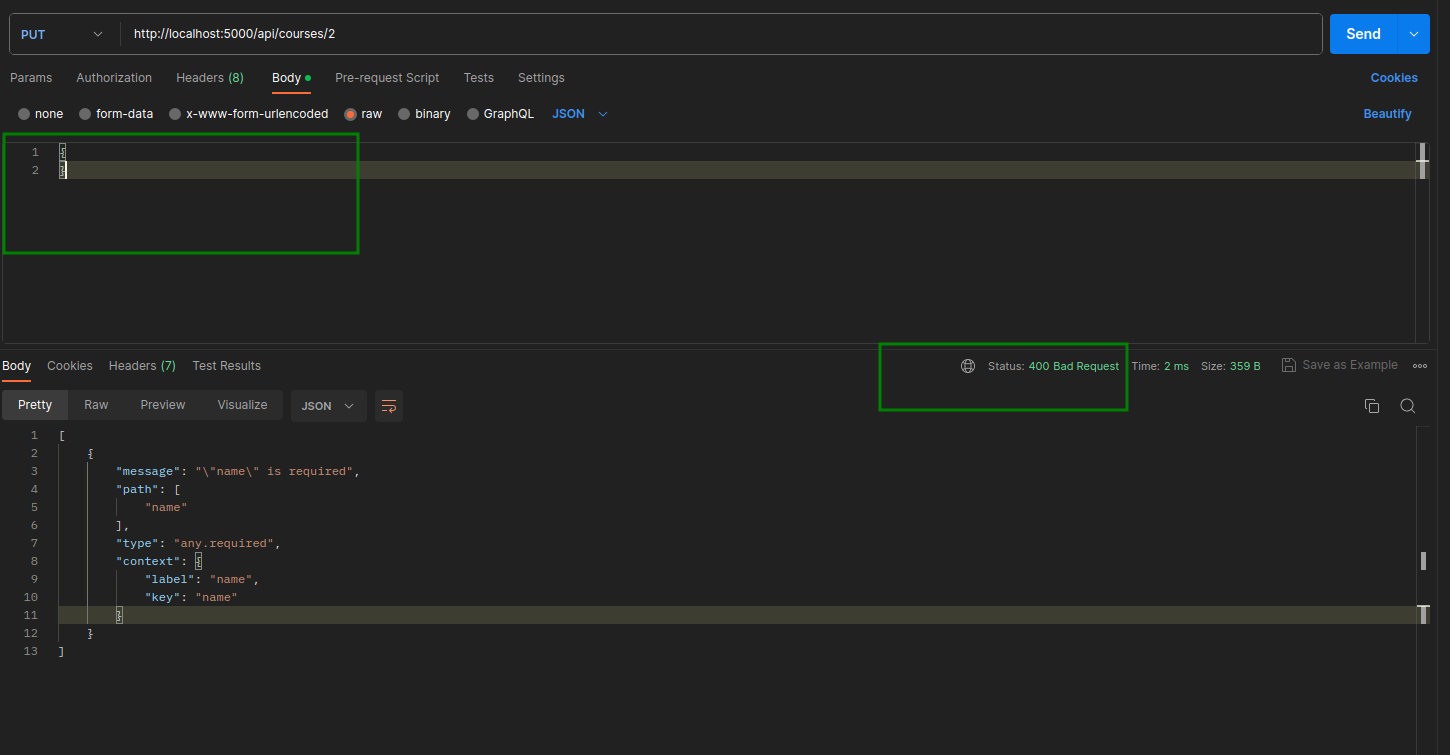 PUT http://localhost:5000/api/courses/2 Send
Params Authorization Headers (8) Body Pre-request Script Tests Settings Cookies
none form-data x-www-form-urlencoded raw binary GraphQL JSON Beautify
1 {
2 }
Body Cookies Headers (7) Test Results Status: 400 Bad Request Time: 2 ms Size: 359 B Save as Example
Pretty Raw Preview Visualize JSON
1 [
2 {
3 "message": "\"name\" is required",
4 "path": [
5 "name"
6 ],
7 "type": "any.required",
8 "context": {
9 "label": "name",
10 "key": "name"
11 }
12 }
13 ]